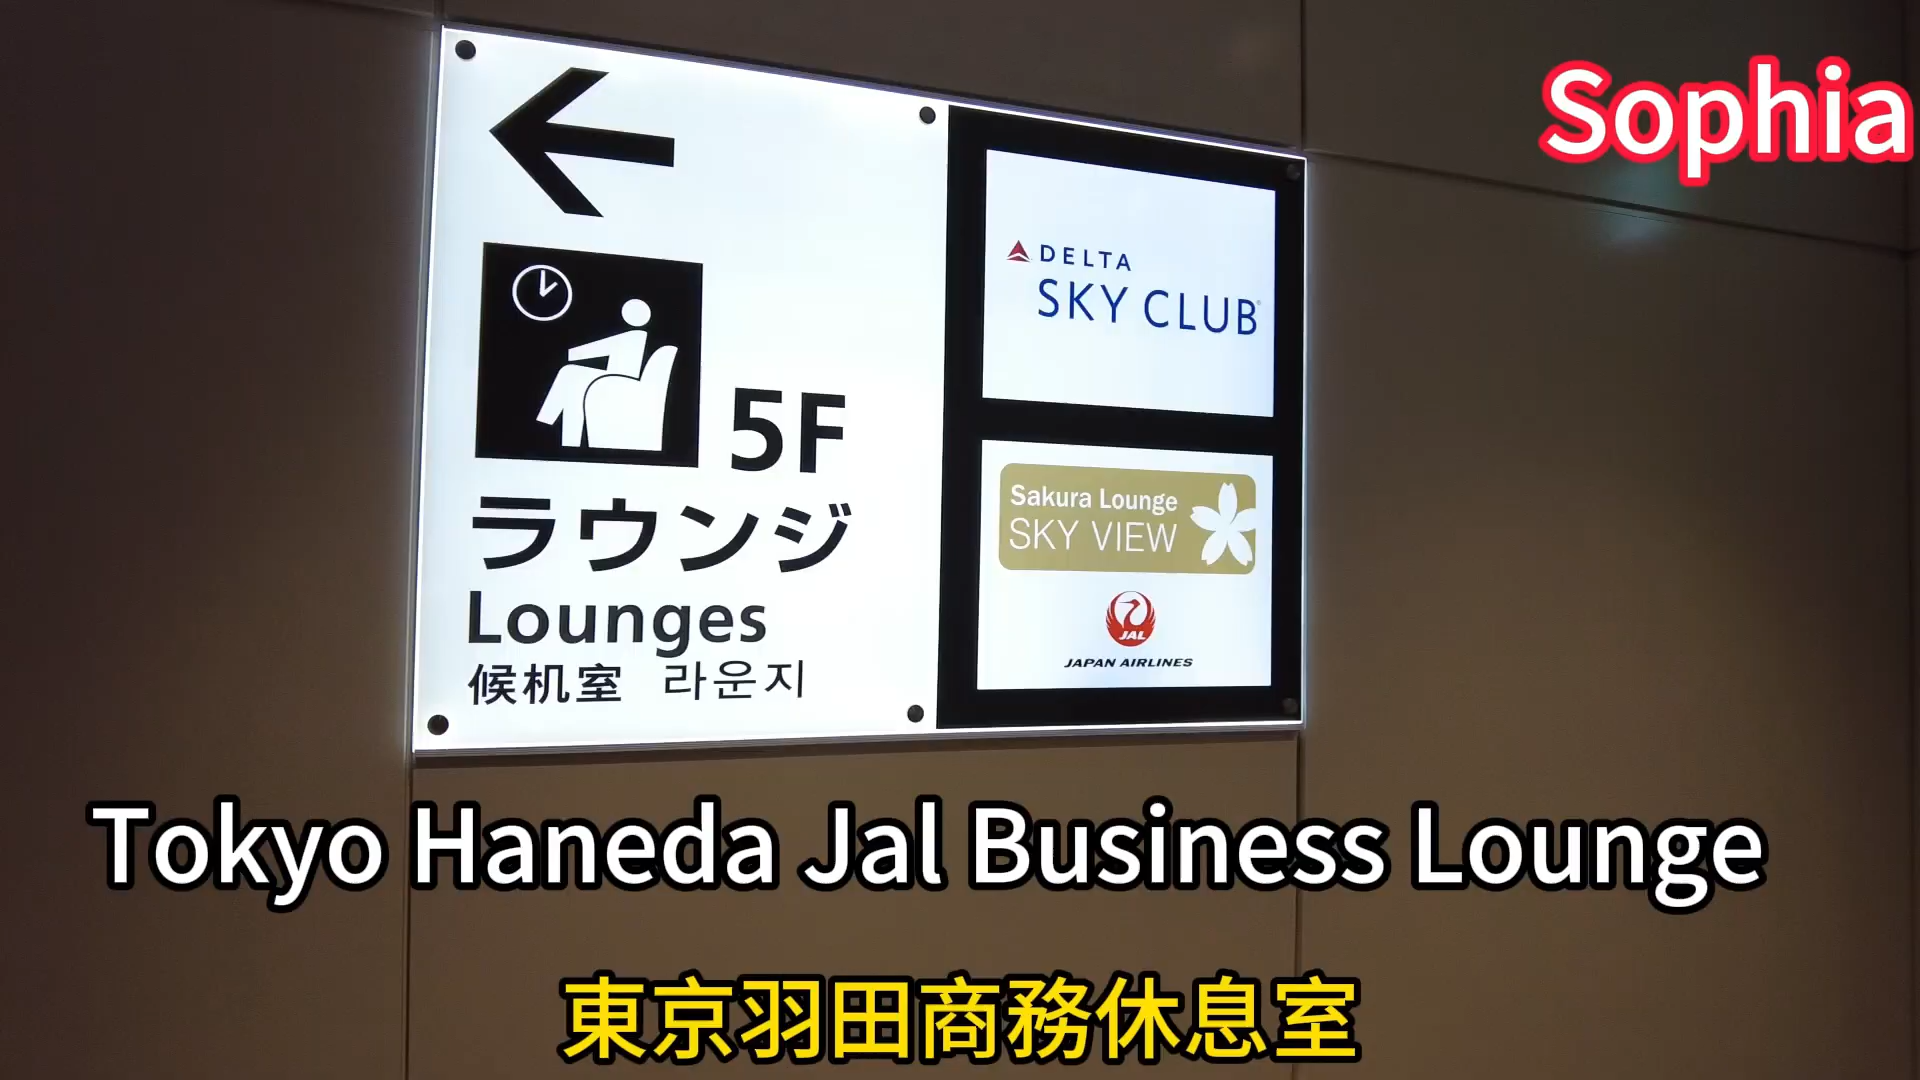 Sophia
5F
ラウンジ
Lounges
候机室 라운지
DELTA
SKY CLUB
Sakura Lounge
SKY VIEW
JAL
JAPAN AIRLINES
Tokyo Haneda Jal Business Lounge
東京羽田商務休息室